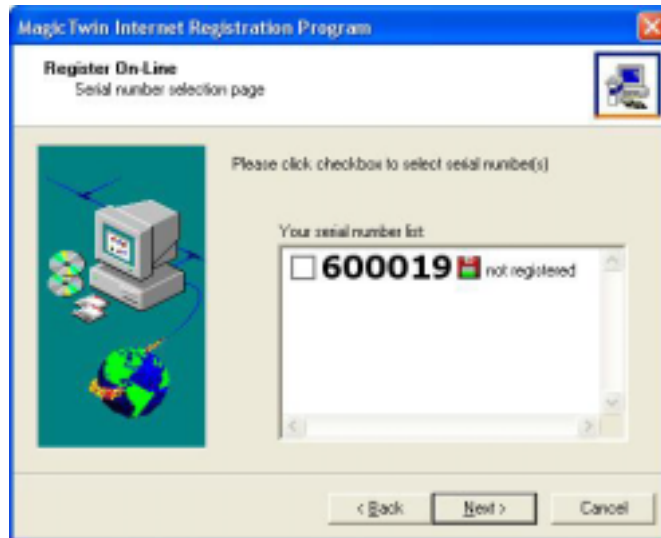 MagicTwin Internet Registration Program
Register On-Line
Serial number selection page
Please click checkbox to select serial number(s)
Your serial number list
600019 not registered
< Back Next > Cancel